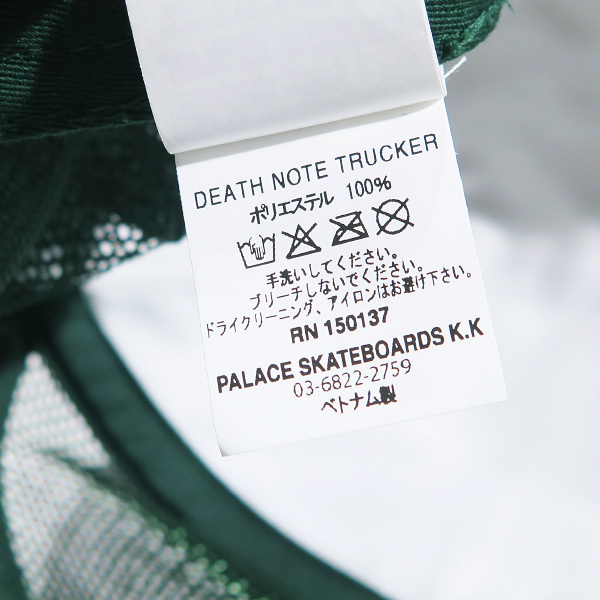 DEATH NOTE TRUCKER
ポリエステル 100%
手洗いしてください。
ブリーチしないでください。
ドライクリーニング、アイロンはお避け下さい。
RN 150137
PALACE SKATEBOARDS K.K
03-6822-2759
ベトナム製